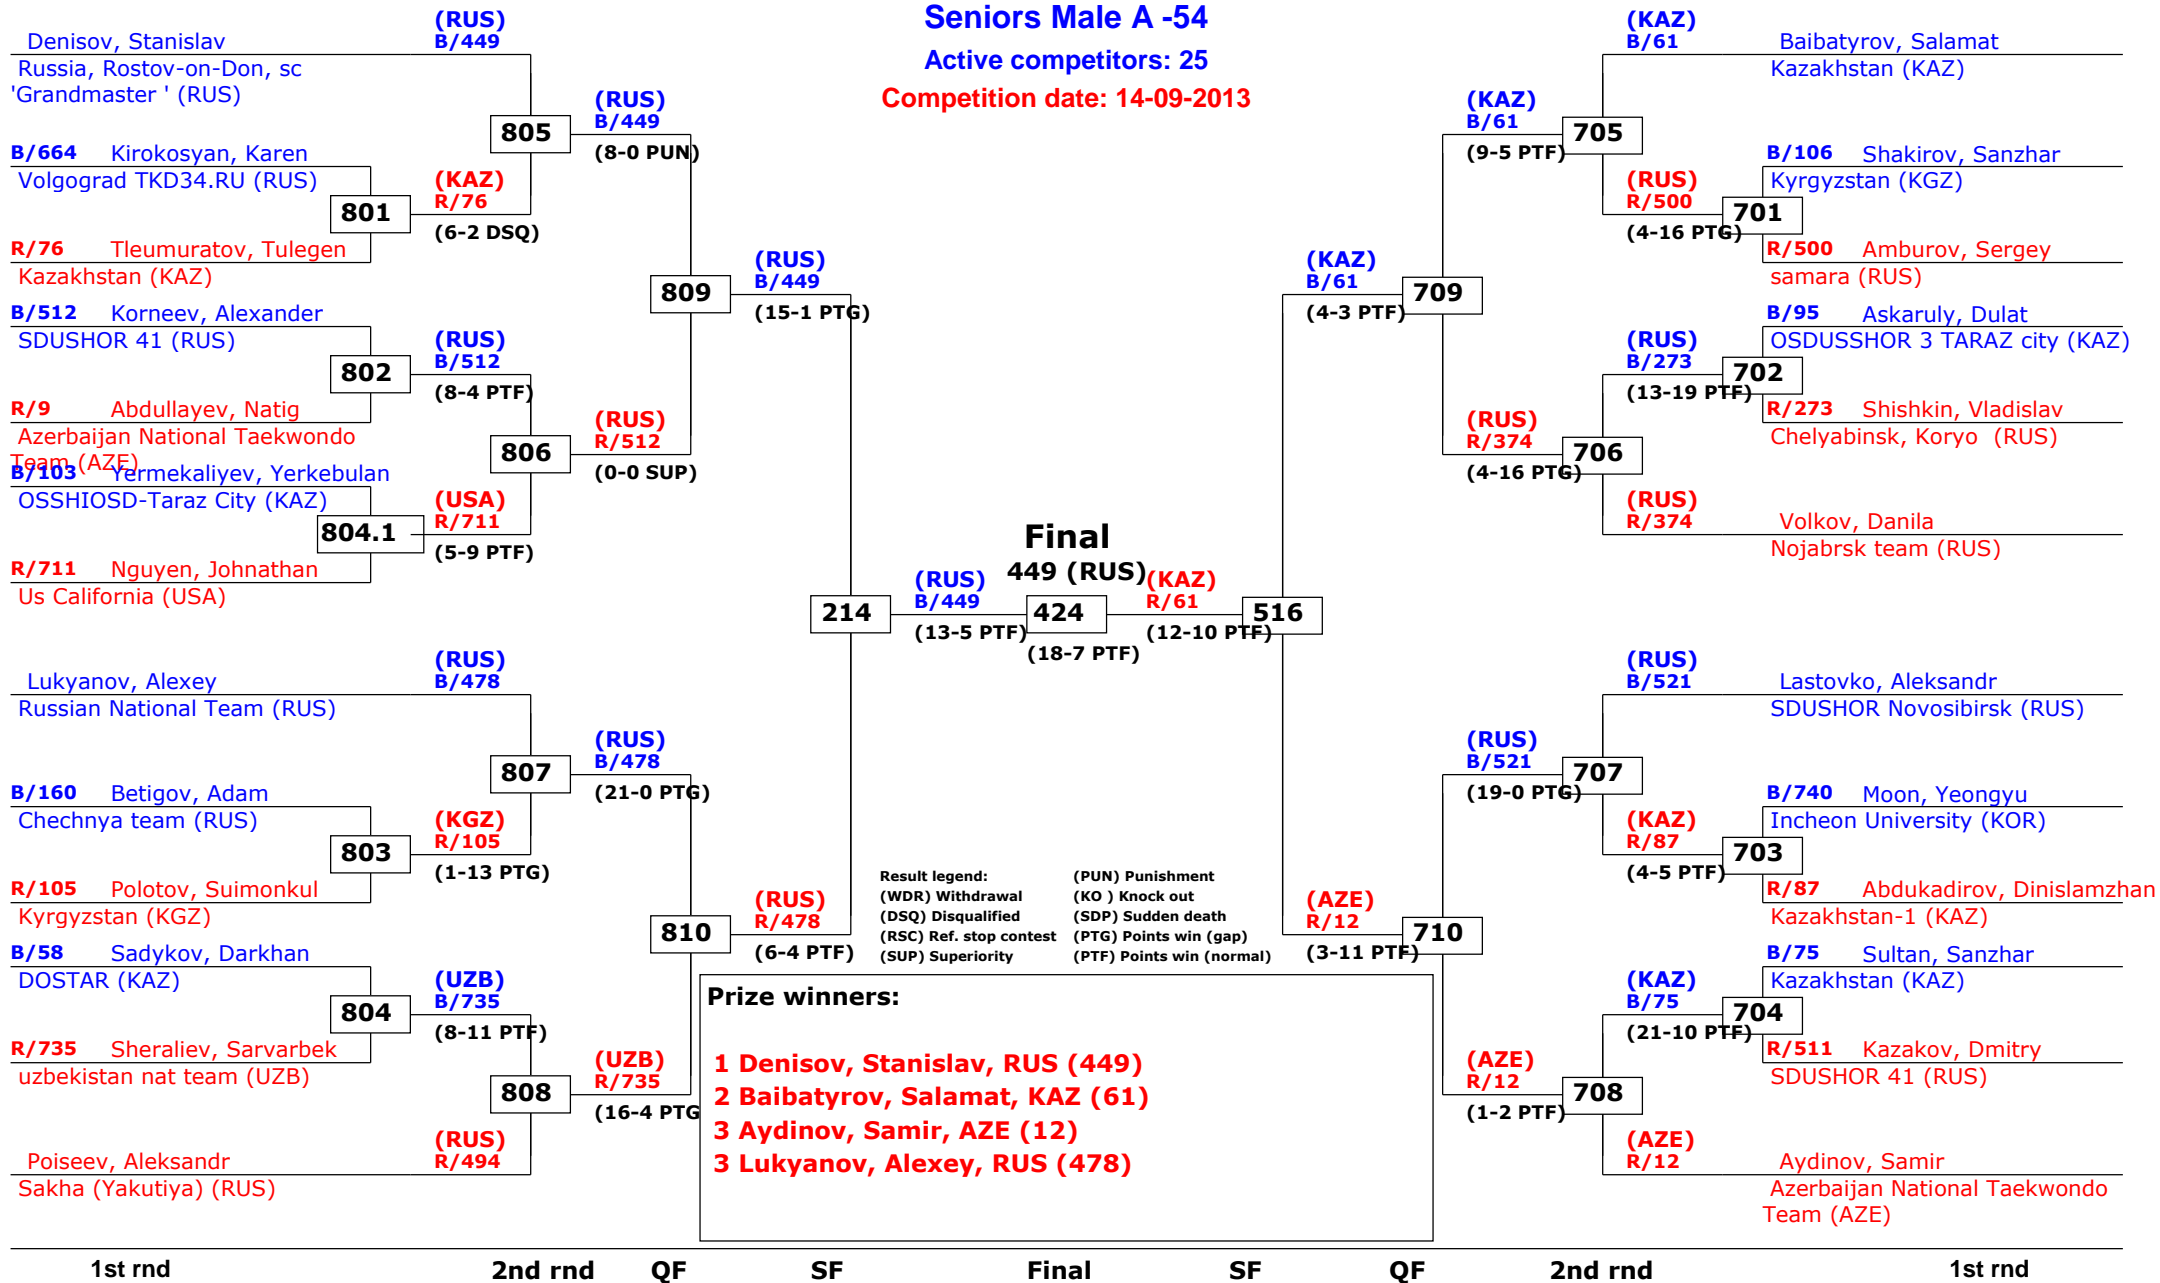 Seniors Male A -54
Active competitors: 25
Competition date: 14-09-2013
Denisov, Stanislav
Russia, Rostov-on-Don, sc
'Grandmaster ' (RUS)
(RUS)
B/449
B/664 Kirokosyan, Karen
Volgograd TKD34.RU (RUS)
801
R/76 Tleumuratov, Tulegen
Kazakhstan (KAZ)
(KAZ)
R/76
(6-2 DSQ)
805
(RUS)
B/449
(8-0 PUN)
B/512 Korneev, Alexander
SDUSHOR 41 (RUS)
802
R/9 Abdullayev, Natig
Azerbaijan National Taekwondo
Team (AZE)
(RUS)
B/512
(8-4 PTF)
B/103 Yermekaliyev, Yerkebulan
OSSHIOSD-Taraz City (KAZ)
804.1
R/711 Nguyen, Johnathan
Us California (USA)
(USA)
R/711
(5-9 PTF)
806
(RUS)
R/512
(0-0 SUP)
809
(RUS)
B/449
(15-1 PTG)
Lukyanov, Alexey
Russian National Team (RUS)
(RUS)
B/478
B/160 Betigov, Adam
Chechnya team (RUS)
803
R/105 Polotov, Suimonkul
Kyrgyzstan (KGZ)
(KGZ)
R/105
(1-13 PTG)
807
(RUS)
B/478
(21-0 PTG)
B/58 Sadykov, Darkhan
DOSTAR (KAZ)
804
R/735 Sheraliev, Sarvarbek
uzbekistan nat team (UZB)
(UZB)
B/735
(8-11 PTF)
Poiseev, Aleksandr
Sakha (Yakutiya) (RUS)
(RUS)
R/494
808
(UZB)
R/735
(16-4 PTG
810
(RUS)
R/478
(6-4 PTF)
214
(RUS)
B/449
(13-5 PTF)
Final
449 (RUS)
424
(18-7 PTF)
(KAZ)
R/61
(12-10 PTF)
516
(KAZ)
B/61
(4-3 PTF)
709
(KAZ)
B/61
(9-5 PTF)
705
(KAZ)
B/61
Baibatyrov, Salamat
Kazakhstan (KAZ)
(RUS)
R/500
(4-16 PTG)
701
B/106 Shakirov, Sanzhar
Kyrgyzstan (KGZ)
R/500 Amburov, Sergey
samara (RUS)
(RUS)
R/374
(4-16 PTG)
706
(RUS)
B/273
(13-19 PTF)
702
B/95 Askaruly, Dulat
OSDUSSHOR 3 TARAZ city (KAZ)
R/273 Shishkin, Vladislav
Chelyabinsk, Koryo (RUS)
(RUS)
R/374
Volkov, Danila
Nojabrsk team (RUS)
(AZE)
R/12
(3-11 PTF)
710
(RUS)
B/521
(19-0 PTG)
707
(RUS)
B/521
Lastovko, Aleksandr
SDUSHOR Novosibirsk (RUS)
(KAZ)
R/87
(4-5 PTF)
703
B/740 Moon, Yeongyu
Incheon University (KOR)
R/87 Abdukadirov, Dinislamzhan
Kazakhstan-1 (KAZ)
(AZE)
R/12
(1-2 PTF)
708
(KAZ)
B/75
(21-10 PTF)
704
B/75 Sultan, Sanzhar
Kazakhstan (KAZ)
R/511 Kazakov, Dmitry
SDUSHOR 41 (RUS)
(AZE)
R/12
Aydinov, Samir
Azerbaijan National Taekwondo
Team (AZE)
Result legend:
(WDR) Withdrawal
(DSQ) Disqualified
(RSC) Ref. stop contest
(SUP) Superiority
(PUN) Punishment
(KO ) Knock out
(SDP) Sudden death
(PTG) Points win (gap)
(PTF) Points win (normal)
Prize winners:
1 Denisov, Stanislav, RUS (449)
2 Baibatyrov, Salamat, KAZ (61)
3 Aydinov, Samir, AZE (12)
3 Lukyanov, Alexey, RUS (478)
1st rnd 2nd rnd QF SF Final SF QF 2nd rnd 1st rnd